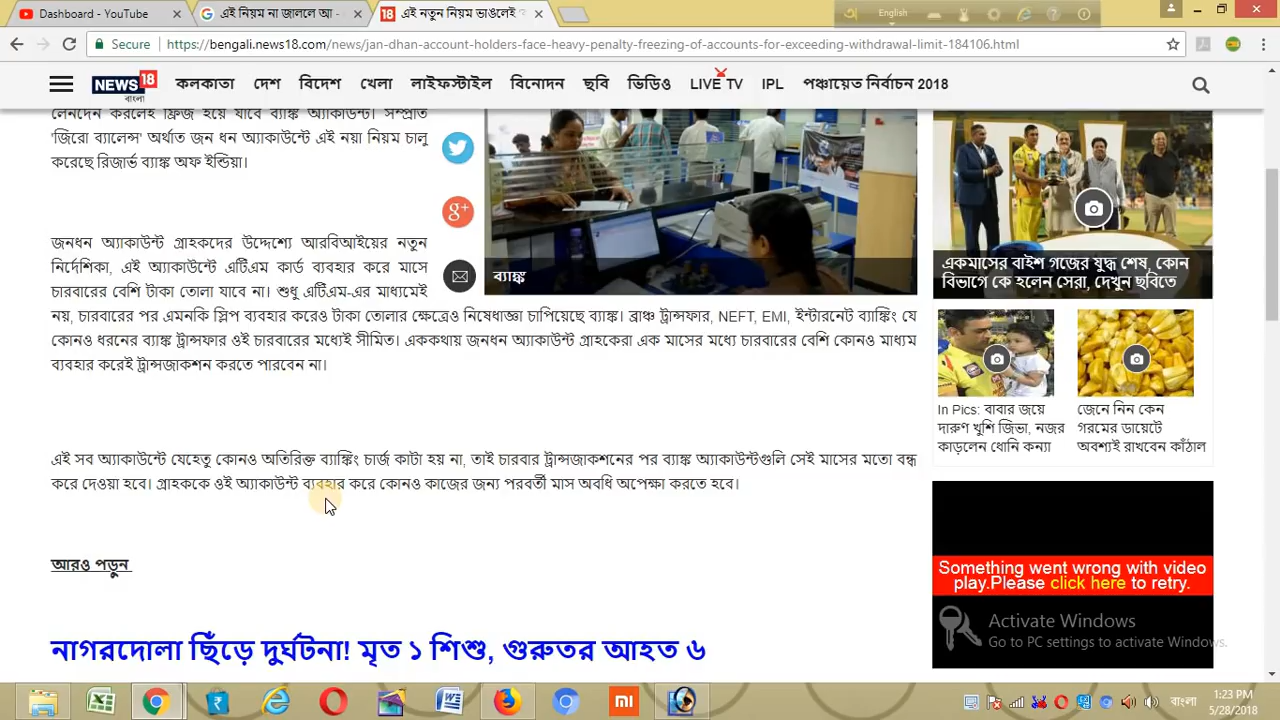 Dashboard - YouTube
এই নিয়ম না জানলে আ -
এই নতুন নিয়ম ভাঙলেই ?
English
Secure
https://bengali.news18.com/news/jan-dhan-account-holders-face-heavy-penalty-freezing-of-accounts-for-exceeding-withdrawal-limit-184106.html
NEWS 18 বাংলা
কলকাতা দেশ বিদেশ খেলা লাইফস্টাইল বিনোদন ছবি ভিডিও LIVE TV IPL পঞ্চায়েত নির্বাচন 2018
লেনদেন করলেই ফ্রিজ হয়ে যাবে ব্যাঙ্ক অ্যাকাউন্ট। সম্প্রতি
'জিরো ব্যালেন্স' অর্থাত জন ধন অ্যাকাউন্টে এই নয়া নিয়ম চালু
করেছে রিজার্ভ ব্যাঙ্ক অফ ইন্ডিয়া।
জনধন অ্যাকাউন্ট গ্রাহকদের উদ্দেশ্যে আরবিআইয়ের নতুন
নির্দেশিকা, এই অ্যাকাউন্টে এটিএম কার্ড ব্যবহার করে মাসে
চারবারের বেশি টাকা তোলা যাবে না। শুধু এটিএম-এর মাধ্যমেই
নয়, চারবারের পর এমনকি স্লিপ ব্যবহার করেও টাকা তোলার ক্ষেত্রেও নিষেধাজ্ঞা চাপিয়েছে ব্যাঙ্ক। ব্রাঞ্চ ট্রান্সফার, NEFT, EMI, ইন্টারনেট ব্যাঙ্কিং যে
কোনও ধরনের ব্যাঙ্ক ট্রান্সফার ওই চারবারের মধ্যেই সীমিত। এককথায় জনধন অ্যাকাউন্ট গ্রাহকেরা এক মাসের মধ্যে চারবারের বেশি কোনও মাধ্যম
ব্যবহার করেই ট্রান্সজাকশন করতে পারবেন না।
এই সব অ্যাকাউন্টে যেহেতু কোনও অতিরিক্ত ব্যাঙ্কিং চার্জ কাটা হয় না, তাই চারবার ট্রান্সজাকশনের পর ব্যাঙ্ক অ্যাকাউন্টগুলি সেই মাসের মতো বন্ধ
করে দেওয়া হবে। গ্রাহককে ওই অ্যাকাউন্ট ব্যবহার করে কোনও কাজের জন্য পরবর্তী মাস অবধি অপেক্ষা করতে হবে।
আরও পড়ুন
নাগরদোলা ছিঁড়ে দুর্ঘটনা! মৃত ১ শিশু, গুরুতর আহত ৬
ব্যাঙ্ক
একমাসের বাইশ গজের যুদ্ধ শেষ, কোন
বিভাগে কে হলেন সেরা, দেখুন ছবিতে
In Pics: বাবার জয়ে
দারুণ খুশি জিভা, নজর
কাড়লেন ধোনি কন্যা
জেনে নিন কেন
গরমের ডায়েটে
অবশ্যই রাখবেন কাঁঠাল
Something went wrong with video
play.Please click here to retry.
Activate Windows
Go to PC settings to activate Windows.
বাংলা
1:23 PM
5/28/2018